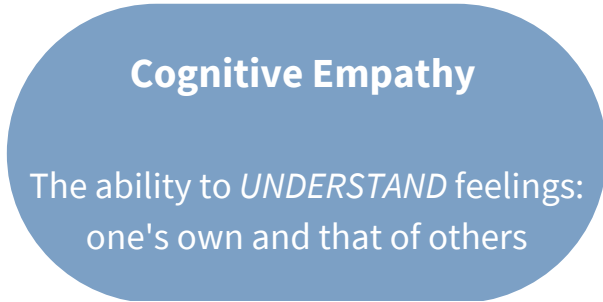 Cognitive Empathy
The ability to UNDERSTAND feelings:
one's own and that of others